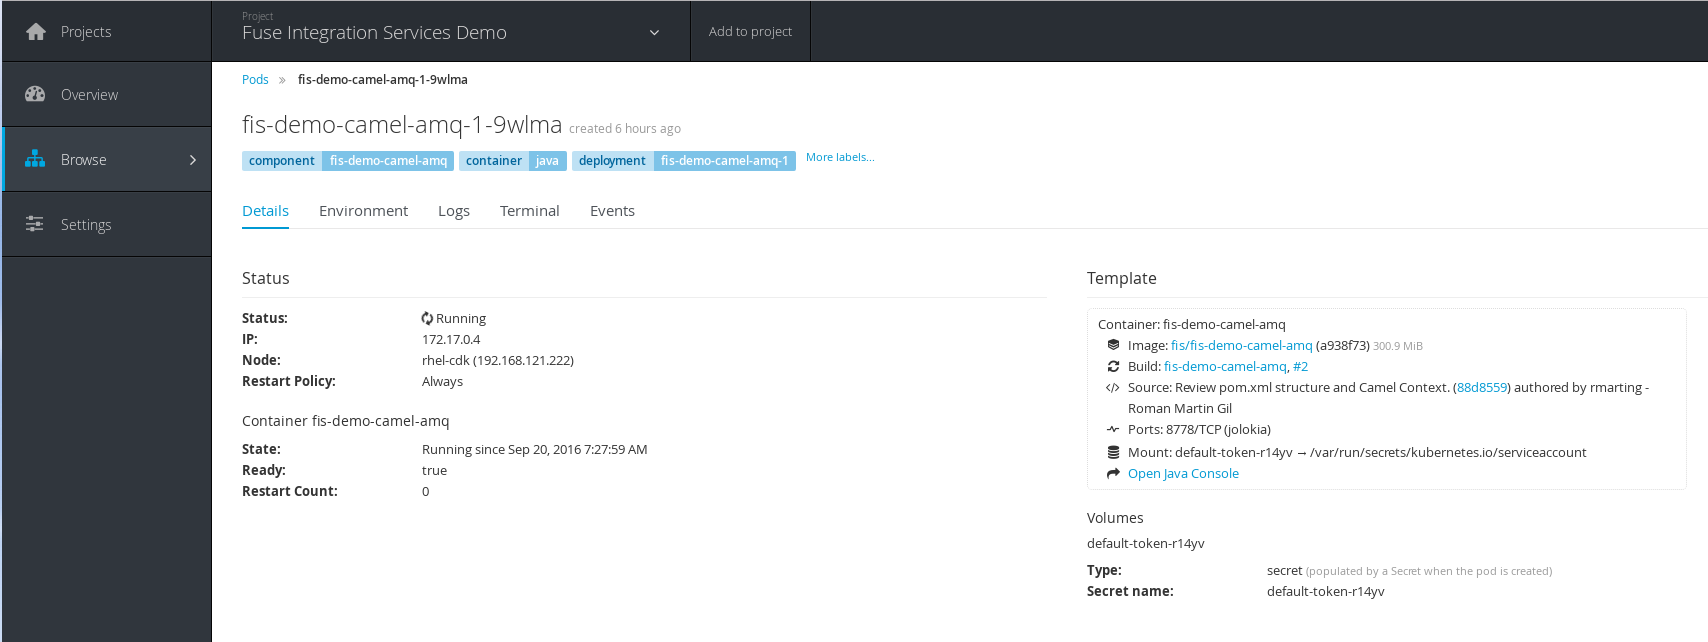 Projects
Project
Fuse Integration Services Demo
Add to project
Overview
Browse
Settings
Pods » fis-demo-camel-amq-1-9wlma
fis-demo-camel-amq-1-9wlma created 6 hours ago
component fis-demo-camel-amq container java deployment fis-demo-camel-amq-1 More labels...
Details Environment Logs Terminal Events
Status
Status: Running
IP: 172.17.0.4
Node: rhel-cdk (192.168.121.222)
Restart Policy: Always
Container fis-demo-camel-amq
State: Running since Sep 20, 2016 7:27:59 AM
Ready: true
Restart Count: 0
Template
Container: fis-demo-camel-amq
Image: fis/fis-demo-camel-amq (a938f73) 300.9 MiB
Build: fis-demo-camel-amq, #2
Source: Review pom.xml structure and Camel Context. (88d8559) authored by rmarting -
Roman Martin Gil
Ports: 8778/TCP (jolokia)
Mount: default-token-r14yv → /var/run/secrets/kubernetes.io/serviceaccount
Open Java Console
Volumes
default-token-r14yv
Type: secret (populated by a Secret when the pod is created)
Secret name: default-token-r14yv